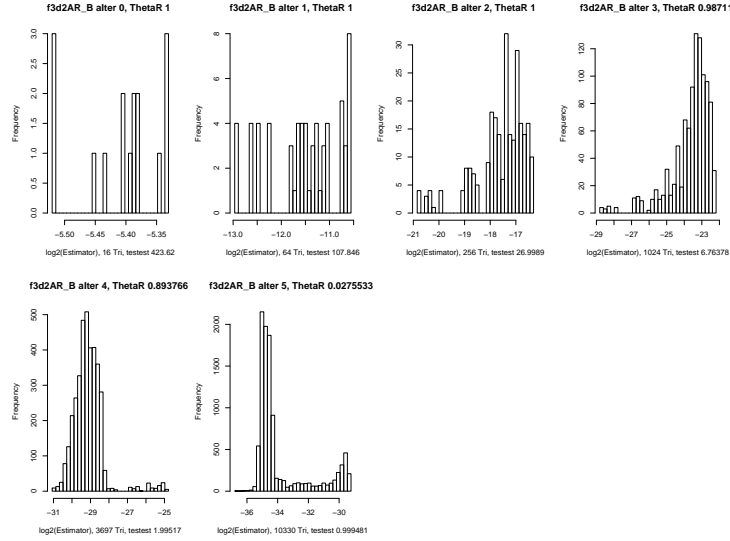 f3d2AR_B alter 0, ThetaR 1
Frequency
0.0 0.5 1.0 1.5 2.0 2.5 3.0
−5.50 −5.45 −5.40 −5.35
log2(Estimator), 16 Tri, testest 423.62
f3d2AR_B alter 1, ThetaR 1
Frequency
0 2 4 6 8
−13.0 −12.0 −11.0
log2(Estimator), 64 Tri, testest 107.846
f3d2AR_B alter 2, ThetaR 1
Frequency
0 5 10 15 20 25 30
−21 −20 −19 −18 −17
log2(Estimator), 256 Tri, testest 26.9989
f3d2AR_B alter 3, ThetaR 0.98711
Frequency
0 20 40 60 80 100 120
−29 −27 −25 −23
log2(Estimator), 1024 Tri, testest 6.76378
f3d2AR_B alter 4, ThetaR 0.893766
Frequency
0 100 200 300 400 500
−31 −29 −27 −25
log2(Estimator), 3697 Tri, testest 1.99517
f3d2AR_B alter 5, ThetaR 0.0275533
Frequency
0 500 1000 1500 2000
−36 −34 −32 −30
log2(Estimator), 10330 Tri, testest 0.999481